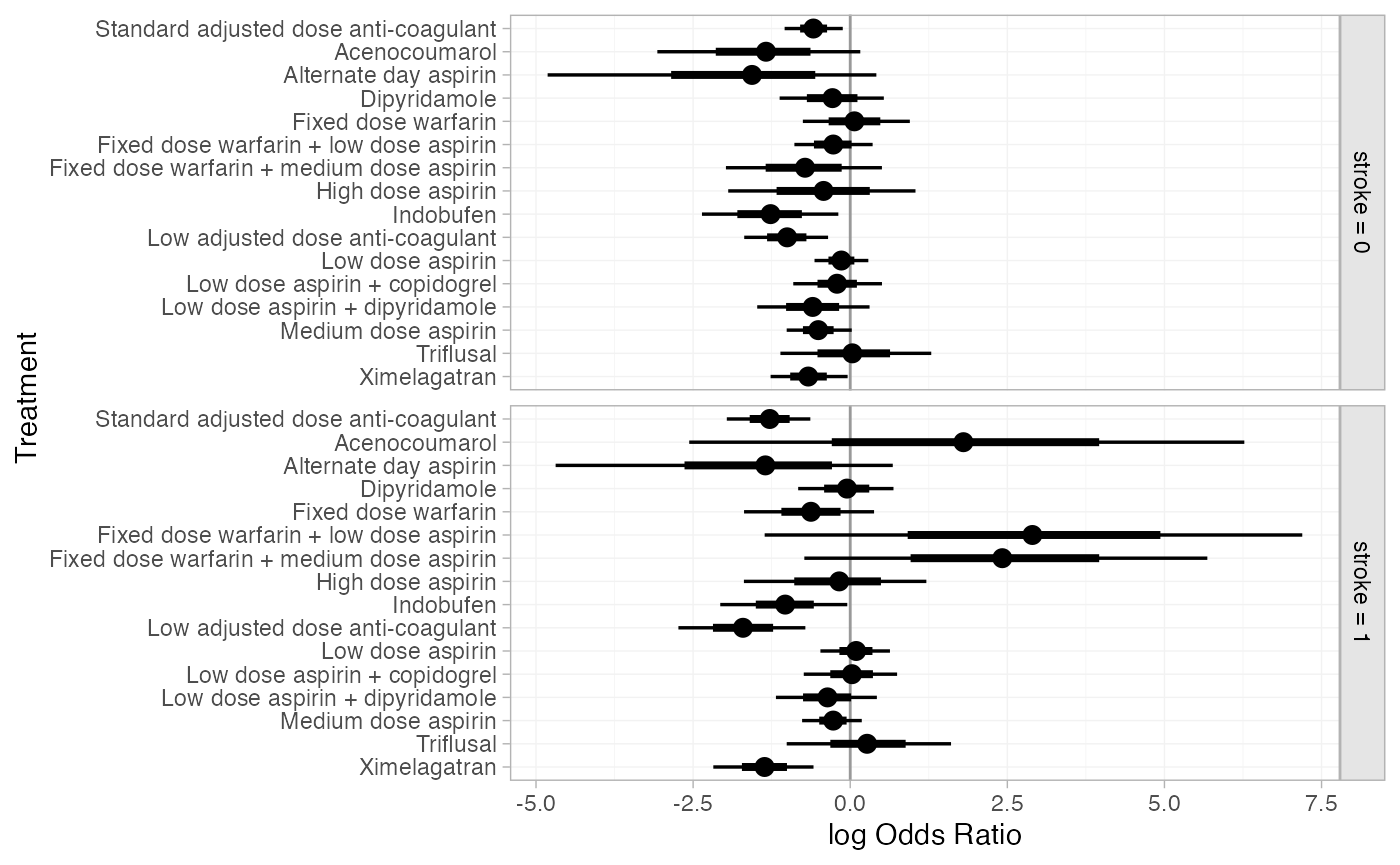 Standard adjusted dose anti-coagulant
Acenocoumarol
Alternate day aspirin
Dipyridamole
Fixed dose warfarin
Fixed dose warfarin + low dose aspirin
Fixed dose warfarin + medium dose aspirin
High dose aspirin
Indobufen
Low adjusted dose anti-coagulant
Low dose aspirin
Low dose aspirin + copidogrel
Low dose aspirin + dipyridamole
Medium dose aspirin
Triflusal
Ximelagatran
stroke = 0
Treatment
Standard adjusted dose anti-coagulant
Acenocoumarol
Alternate day aspirin
Dipyridamole
Fixed dose warfarin
Fixed dose warfarin + low dose aspirin
Fixed dose warfarin + medium dose aspirin
High dose aspirin
Indobufen
Low adjusted dose anti-coagulant
Low dose aspirin
Low dose aspirin + copidogrel
Low dose aspirin + dipyridamole
Medium dose aspirin
Triflusal
Ximelagatran
stroke = 1
-5.0 -2.5 0.0 2.5 5.0 7.5
log Odds Ratio